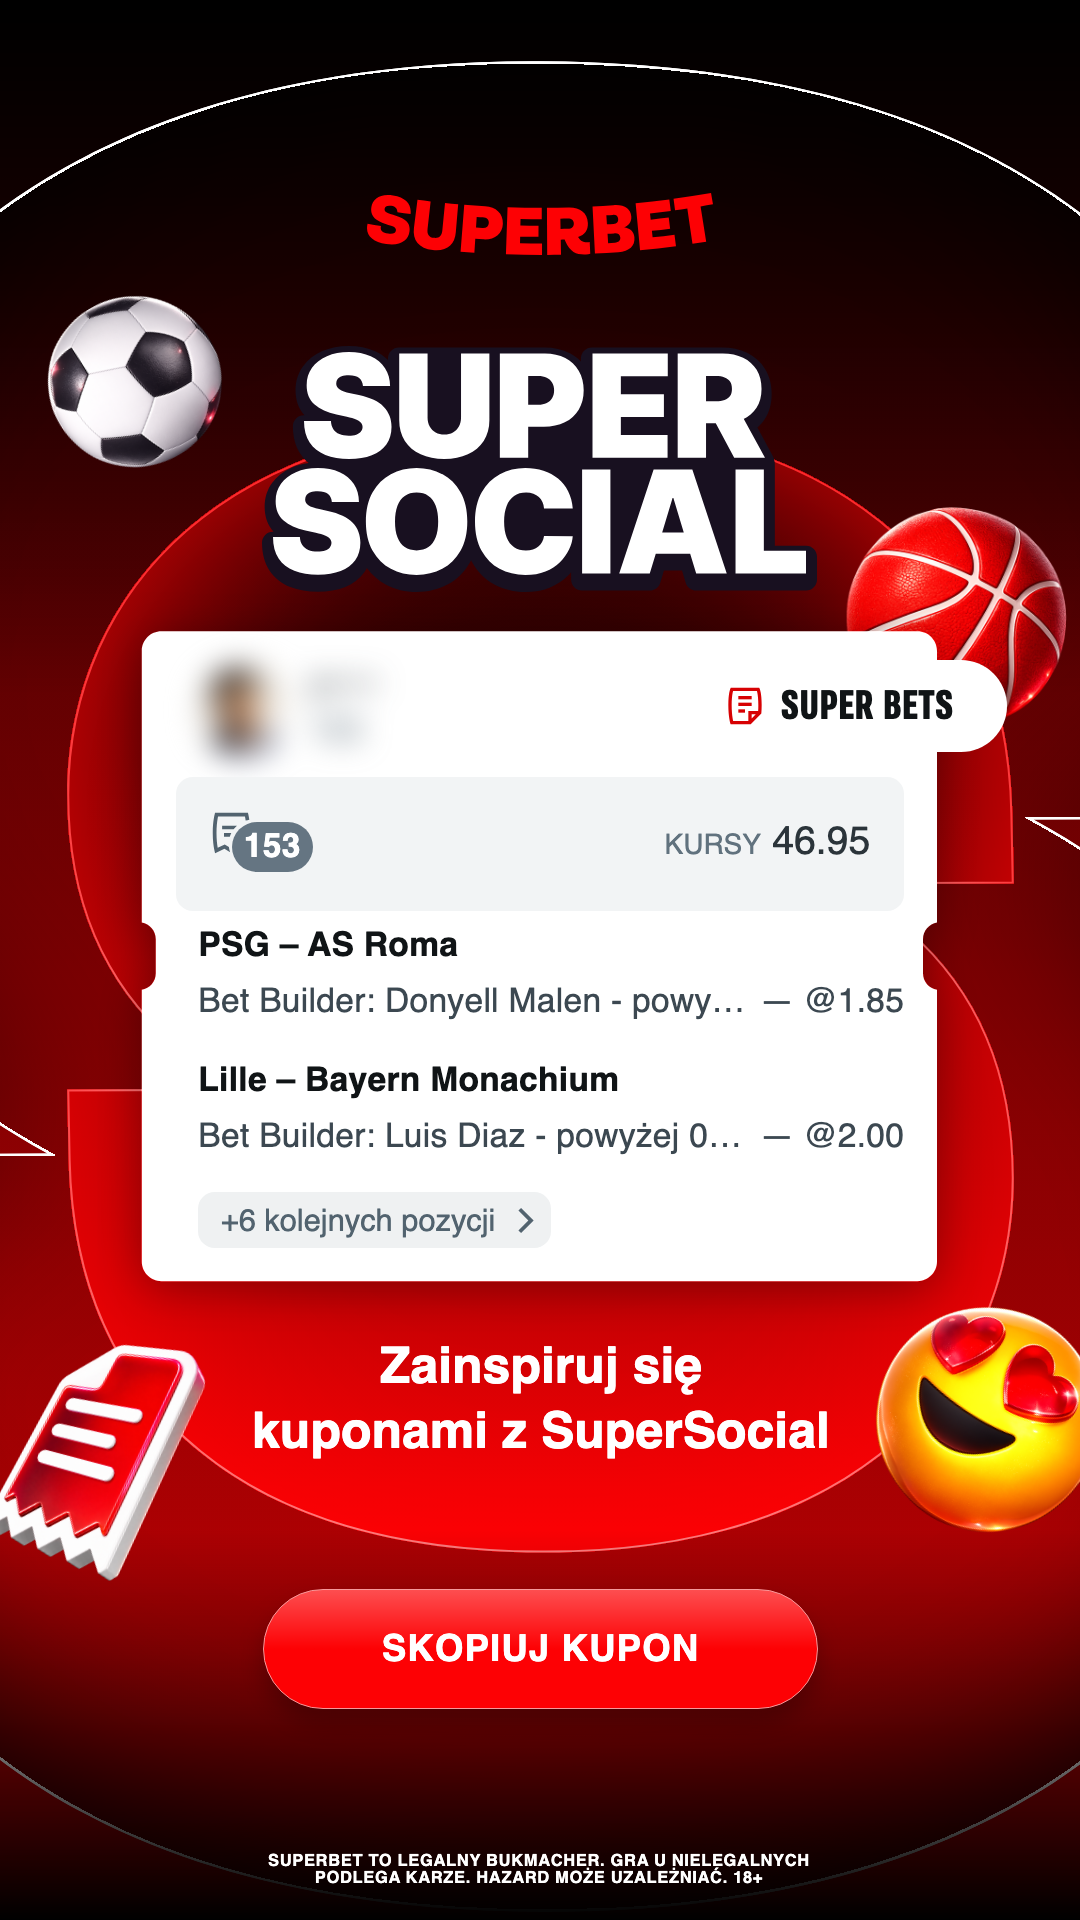 SUPERBET
SUPER
SOCIAL
SUPER BETS
153
KURSY 46.95
PSG – AS Roma
Bet Builder: Donyell Malen - powy... — @1.85
Lille – Bayern Monachium
Bet Builder: Luis Diaz - powyżej 0... — @2.00
+6 kolejnych pozycji
Zainspiruj się
kuponami z SuperSocial
SKOPIUJ KUPON
SUPERBET TO LEGALNY BUKMACHER. GRA U NIELEGALNYCH
PODLEGA KARZE. HAZARD MOŻE UZALEŻNIAĆ. 18+